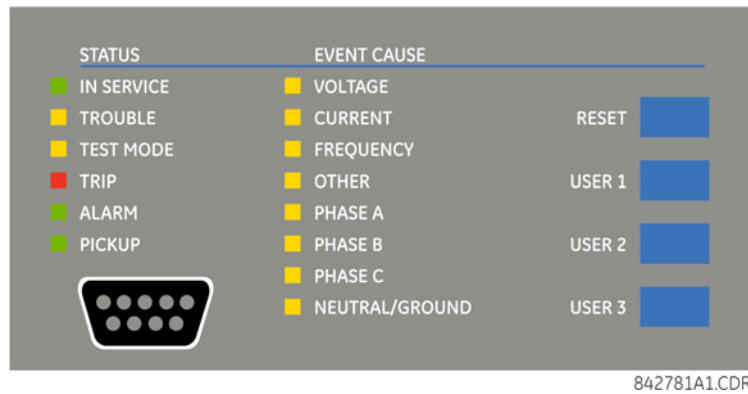 STATUS EVENT CAUSE
IN SERVICE VOLTAGE
TROUBLE CURRENT RESET
TEST MODE FREQUENCY
TRIP OTHER USER 1
ALARM PHASE A
PICKUP PHASE B USER 2
PHASE C
NEUTRAL/GROUND USER 3
842781A1.CDR